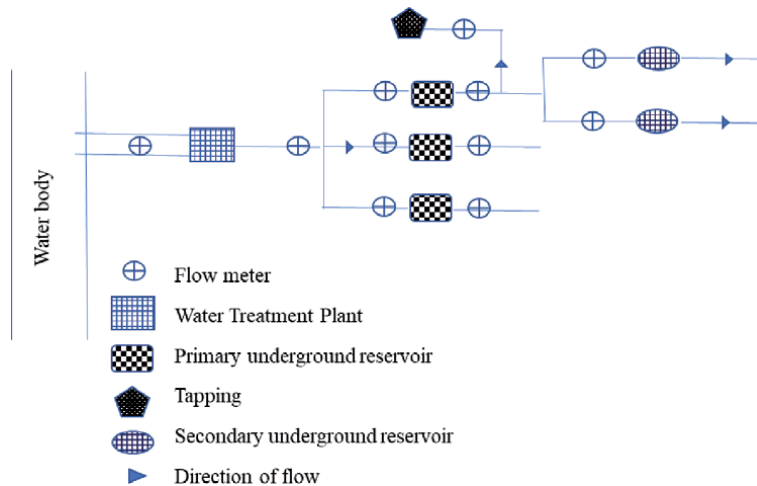 Water body
Flow meter
Water Treatment Plant
Primary underground reservoir
Tapping
Secondary underground reservoir
Direction of flow